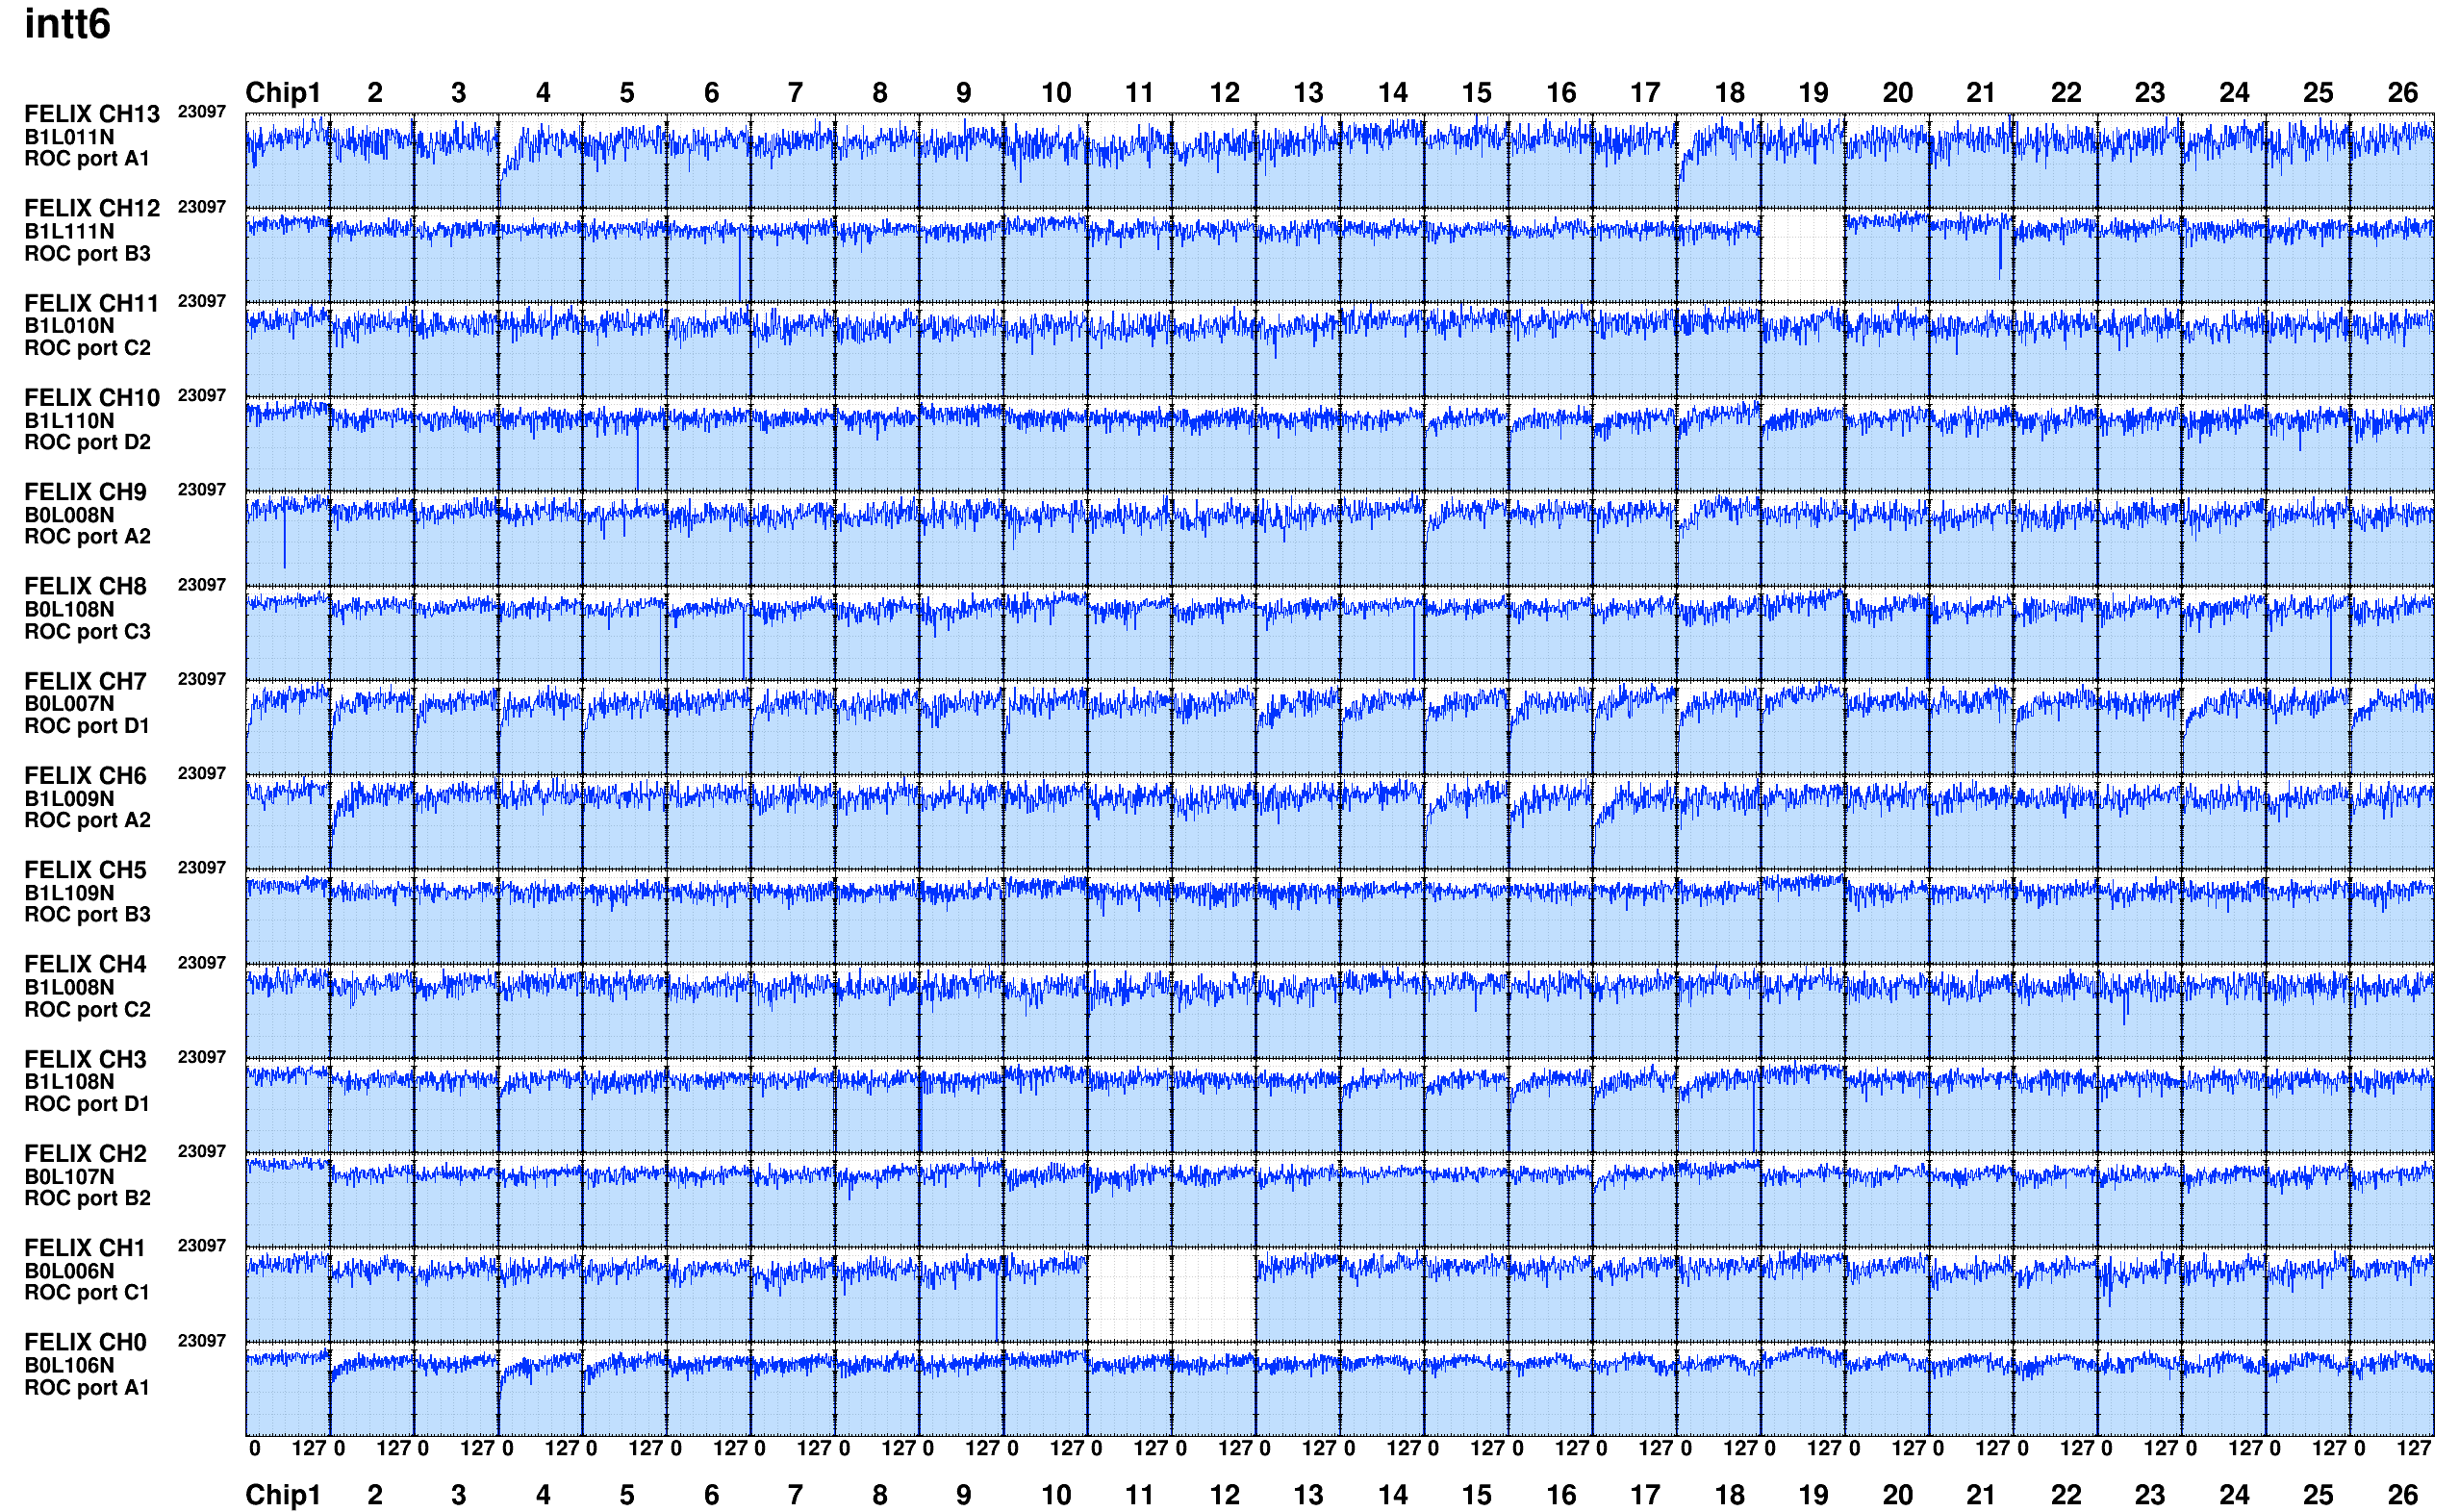 intt6
Chip1 2 3 4 5 6 7 8 9 10 11 12 13 14 15 16 17 18 19 20 21 22 23 24 25 26
FELIX CH13 23097
B1L011N
ROC port A1
FELIX CH12 23097
B1L111N
ROC port B3
FELIX CH11 23097
B1L010N
ROC port C2
FELIX CH10 23097
B1L110N
ROC port D2
FELIX CH9 23097
B0L008N
ROC port A2
FELIX CH8 23097
B0L108N
ROC port C3
FELIX CH7 23097
B0L007N
ROC port D1
FELIX CH6 23097
B1L009N
ROC port A2
FELIX CH5 23097
B1L109N
ROC port B3
FELIX CH4 23097
B1L008N
ROC port C2
FELIX CH3 23097
B1L108N
ROC port D1
FELIX CH2 23097
B0L107N
ROC port B2
FELIX CH1 23097
B0L006N
ROC port C1
FELIX CH0 23097
B0L106N
ROC port A1
0 127 0 127 0 127 0 127 0 127 0 127 0 127 0 127 0 127 0 127 0 127 0 127 0 127 0 127 0 127 0 127 0 127 0 127 0 127 0 127 0 127 0 127 0 127 0 127 0 127 0 127
Chip1 2 3 4 5 6 7 8 9 10 11 12 13 14 15 16 17 18 19 20 21 22 23 24 25 26